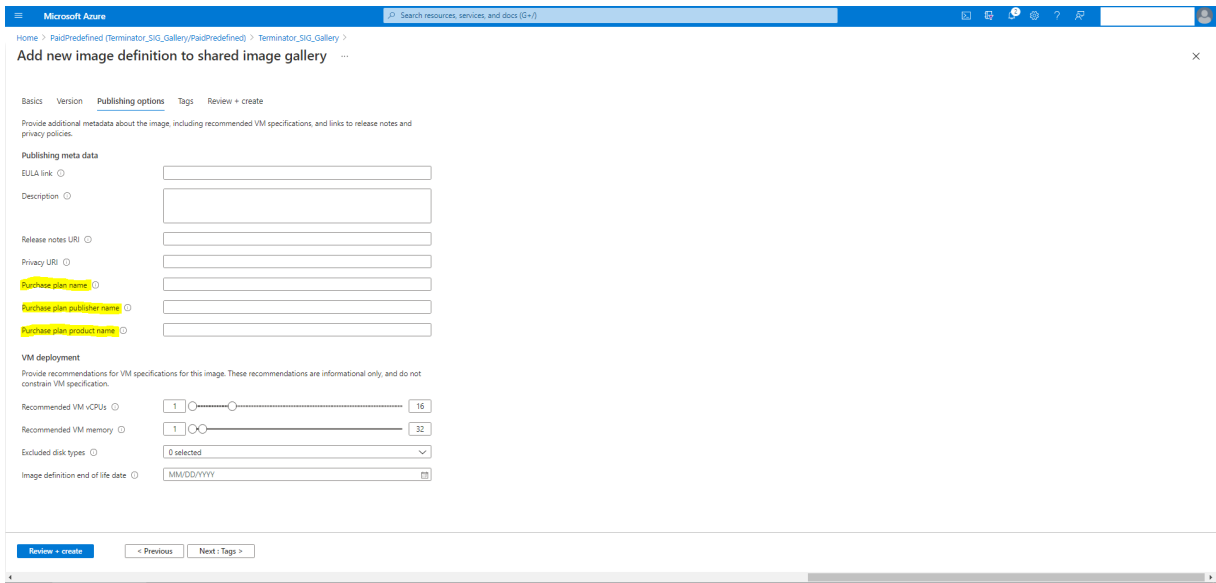 Microsoft Azure
Search resources, services, and docs (G+/)
2
Home > PaidPredefined (Terminator_SIG_Gallery/PaidPredefined) > Terminator_SIG_Gallery >
Add new image definition to shared image gallery ...
Basics Version Publishing options Tags Review + create
Provide additional metadata about the image, including recommended VM specifications, and links to release notes and
privacy policies.
Publishing meta data
EULA link
Description
Release notes URI
Privacy URI
Purchase plan name
Purchase plan publisher name
Purchase plan product name
VM deployment
Provide recommendations for VM specifications for this image. These recommendations are informational only, and do not
constrain VM specification.
Recommended VM vCPUs 1 16
Recommended VM memory 1 32
Excluded disk types 0 selected
Image definition end of life date MM/DD/YYYY
Review + create < Previous Next : Tags >